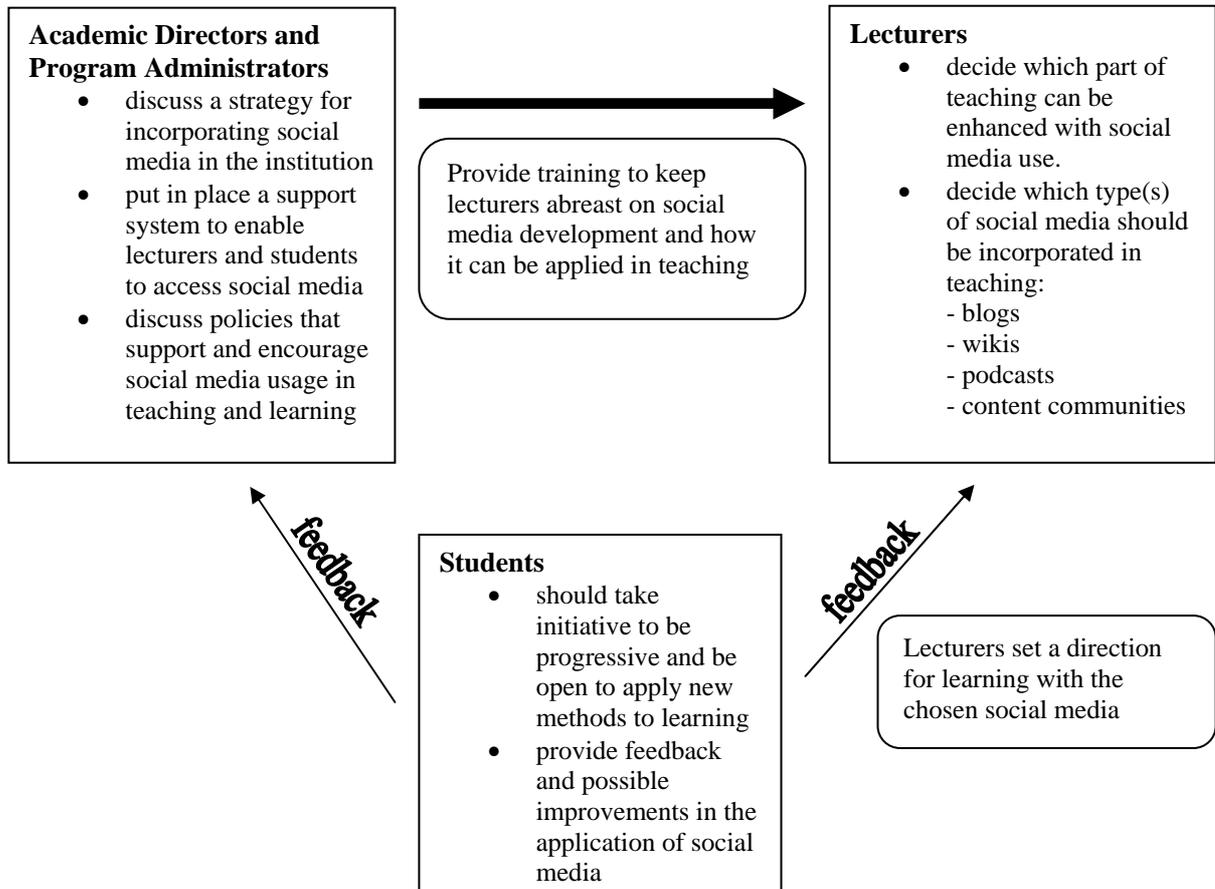 Academic Directors and
Program Administrators
• discuss a strategy for
incorporating social
media in the institution
• put in place a support
system to enable
lecturers and students
to access social media
• discuss policies that
support and encourage
social media usage in
teaching and learning
Provide training to keep
lecturers abreast on social
media development and how
it can be applied in teaching
Lecturers
• decide which part of
teaching can be
enhanced with social
media use.
• decide which type(s)
of social media should
be incorporated in
teaching:
- blogs
- wikis
- podcasts
- content communities
feedback
Students
• should take
initiative to be
progressive and be
open to apply new
methods to learning
• provide feedback
and possible
improvements in the
application of social
media
feedback
Lecturers set a direction
for learning with the
chosen social media